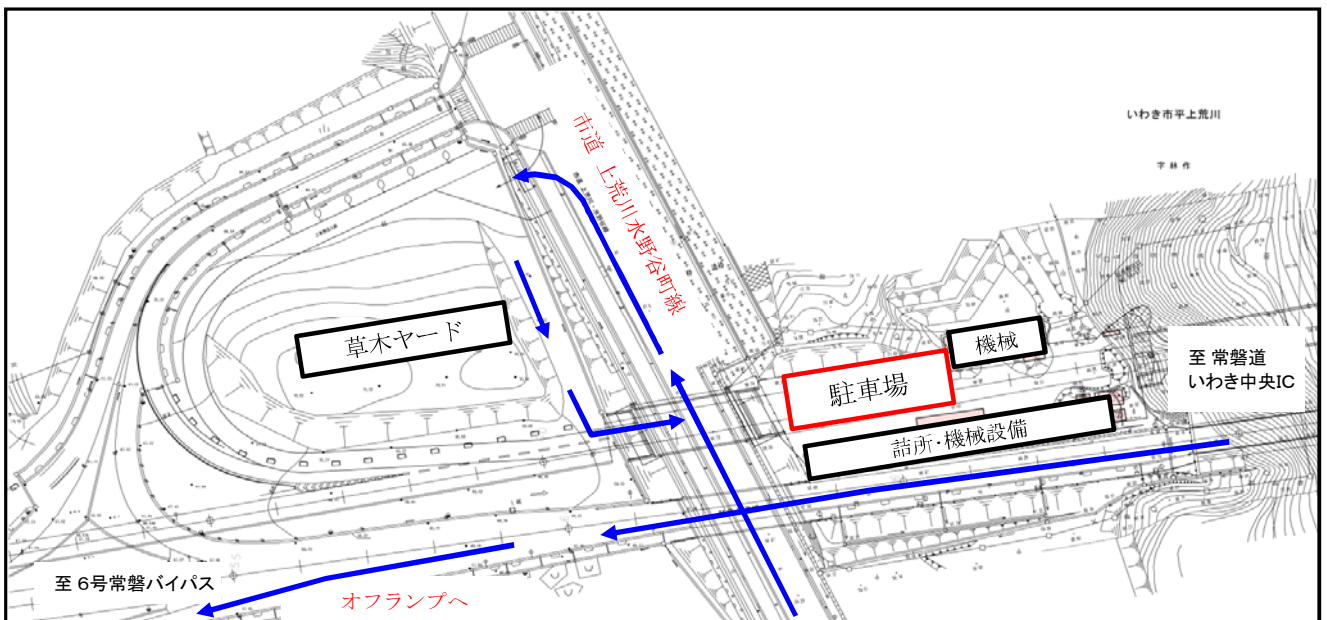 いわき市平上荒川
字 林 作
市道 上荒川水野谷町線
草木ヤード
機械
駐車場
至 常磐道
いわき中央IC
詰所・機械設備
至 6号常磐バイパス
オフランプへ